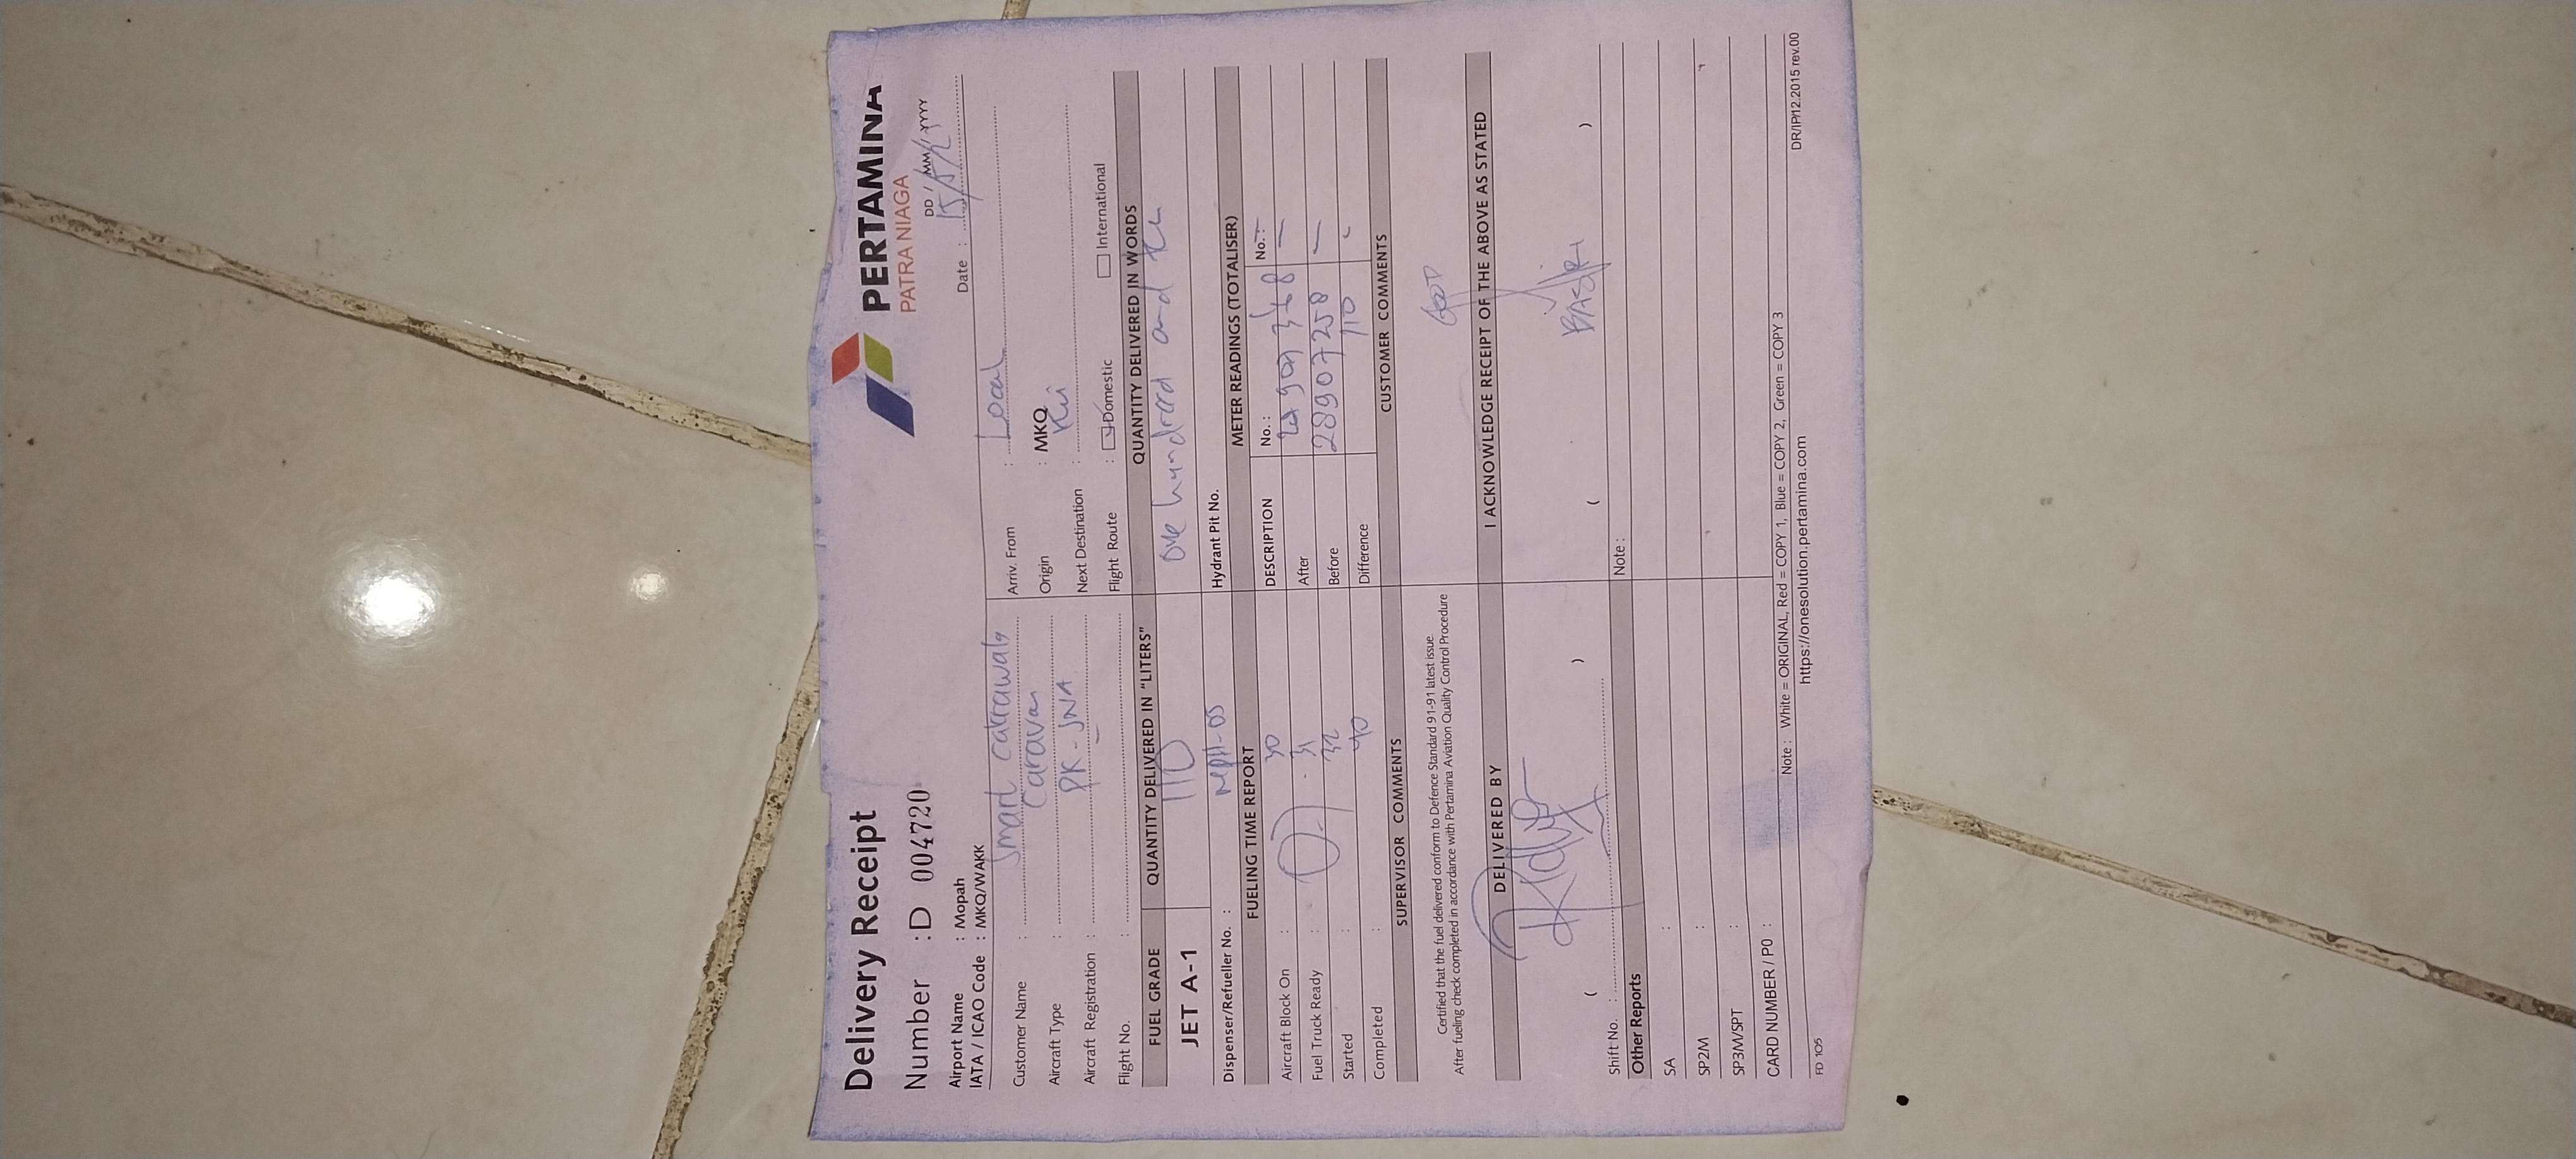 Delivery Receipt
PERTAMINA
PATRA NIAGA
Number : D 004720
DD / MM / YYYY
Date :
Airport Name : Mopah
IATA / ICAO Code : MKQ/WAKK
Customer Name : Smart Cakrawala
Arriv. From : Local
Aircraft Type : Caravan
Origin : MKQ
Aircraft Registration : PK-SNA
Next Destination :
Flight No. :
Flight Route : Domestic International
FUEL GRADE QUANTITY DELIVERED IN "LITERS" QUANTITY DELIVERED IN WORDS
JET A-1 110 One hundred and
Dispenser/Refueller No. :
Hydrant Pit No.
FUELING TIME REPORT METER READINGS (TOTALISER)
DESCRIPTION No. : No. :
Aircraft Block On : 30
Fuel Truck Ready :
After 28907368
Started : 32
Before 28907258
Completed : 40
Difference 110
SUPERVISOR COMMENTS CUSTOMER COMMENTS
Good
Certified that the fuel delivered conform to Defence Standard 91-91 latest issue.
After fueling check completed in accordance with Pertamina Aviation Quality Control Procedure
DELIVERED BY I ACKNOWLEDGE RECEIPT OF THE ABOVE AS STATED
( ) ( )
Shift No. :
Other Reports Note :
SA :
SP2M :
SP3M/SPT :
CARD NUMBER / PO :
Note : White = ORIGINAL, Red = COPY 1, Blue = COPY 2, Green = COPY 3
FD 105
https://onesolution.pertamina.com
DR/IP/12.2015 rev.00